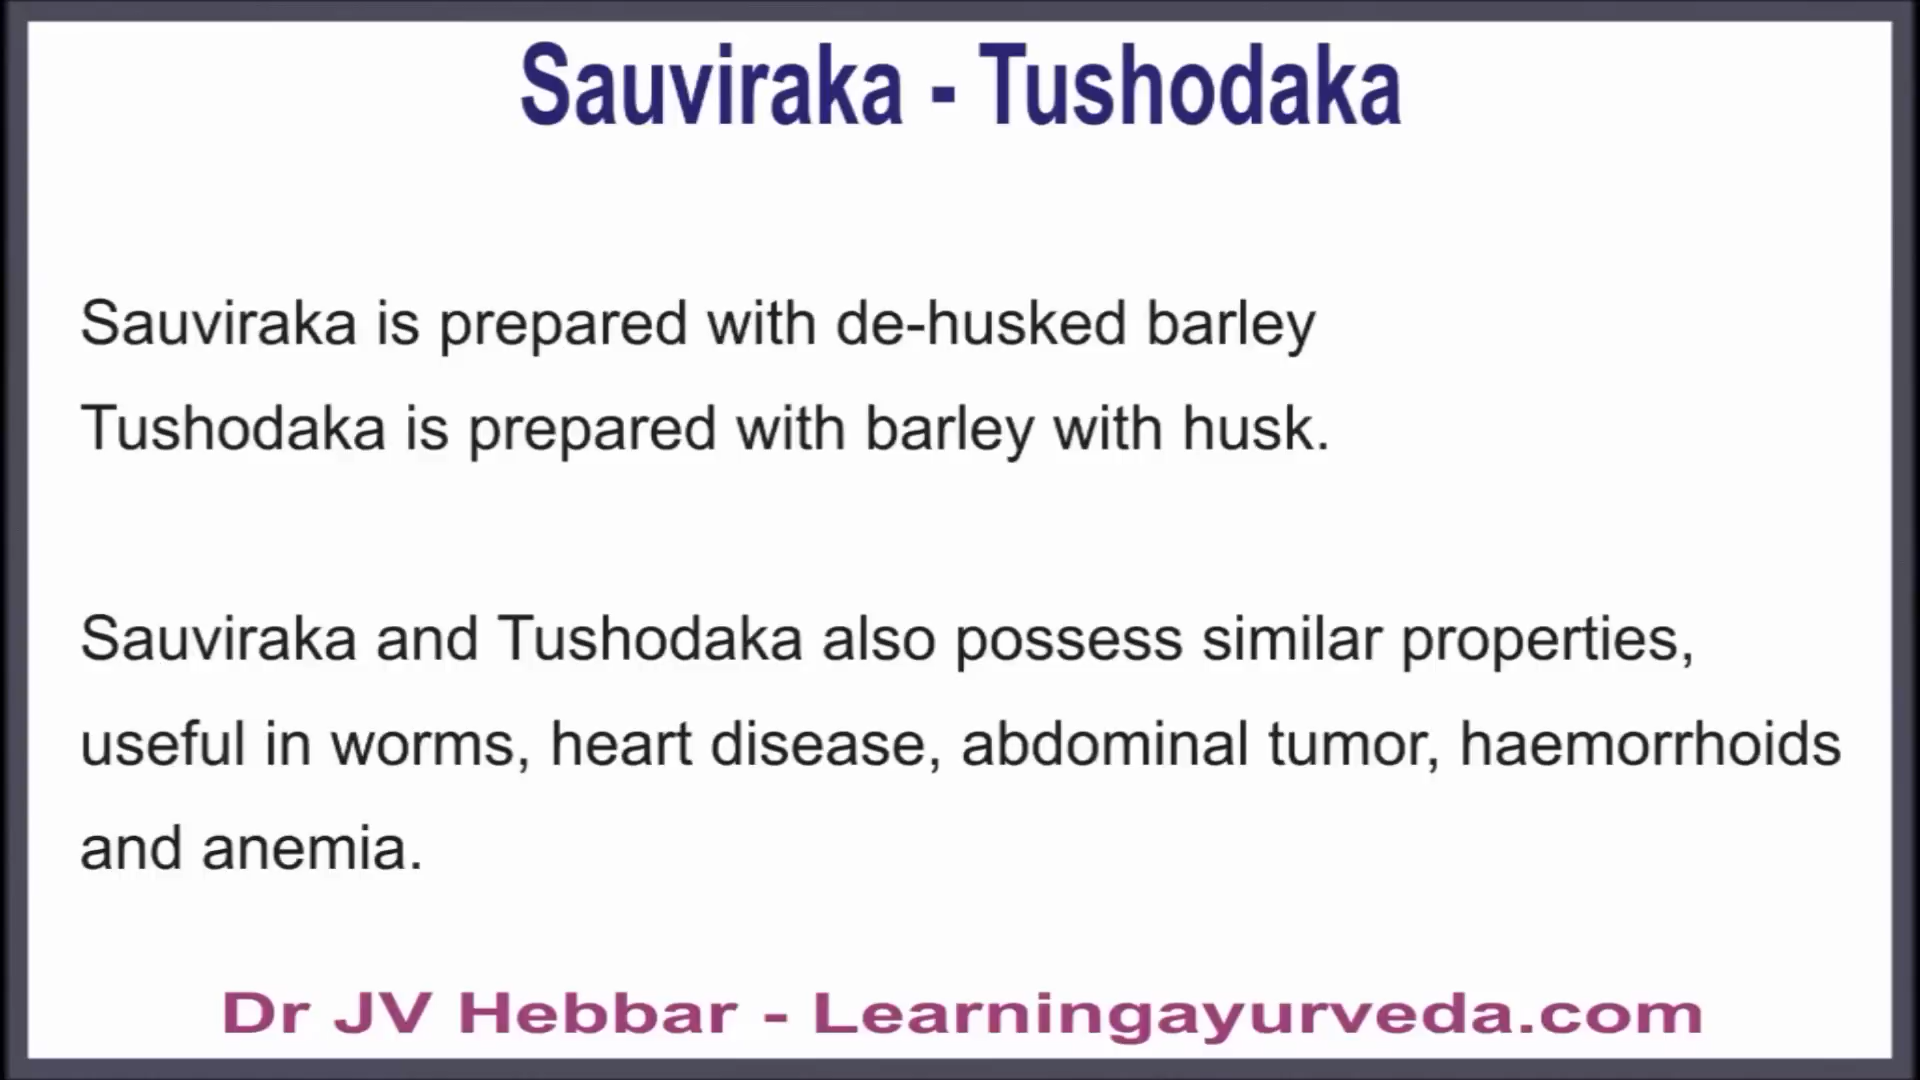 Sauviraka - Tushodaka
Sauviraka is prepared with de-husked barley
Tushodaka is prepared with barley with husk.
Sauviraka and Tushodaka also possess similar properties,
useful in worms, heart disease, abdominal tumor, haemorrhoids
and anemia.
Dr JV Hebbar - Learningayurveda.com